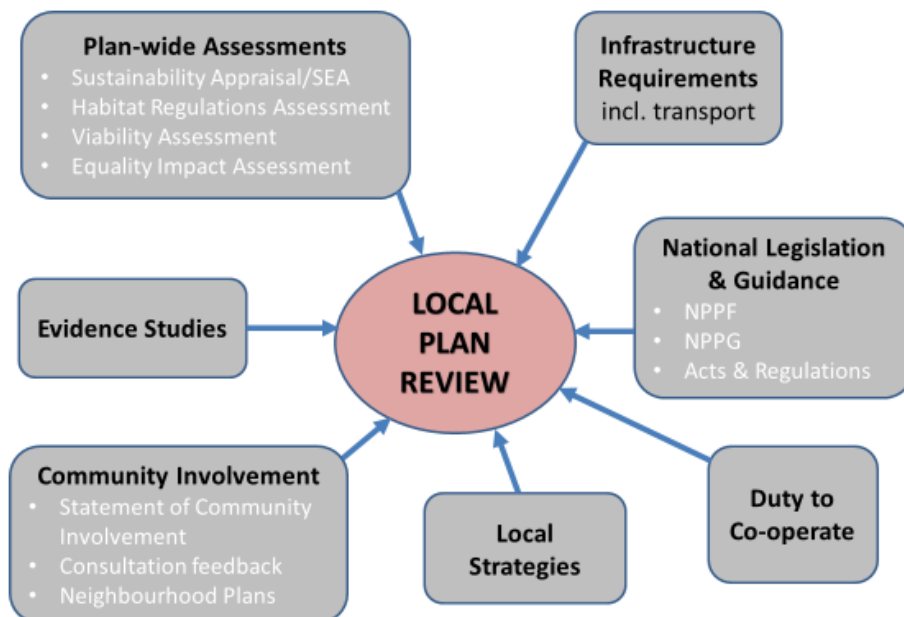 Plan-wide Assessments
• Sustainability Appraisal/SEA
• Habitat Regulations Assessment
• Viability Assessment
• Equality Impact Assessment
Infrastructure
Requirements
incl. transport
National Legislation
& Guidance
• NPPF
• NPPG
• Acts & Regulations
Evidence Studies
LOCAL
PLAN
REVIEW
Community Involvement
• Statement of Community
Involvement
• Consultation feedback
• Neighbourhood Plans
Local
Strategies
Duty to
Co-operate